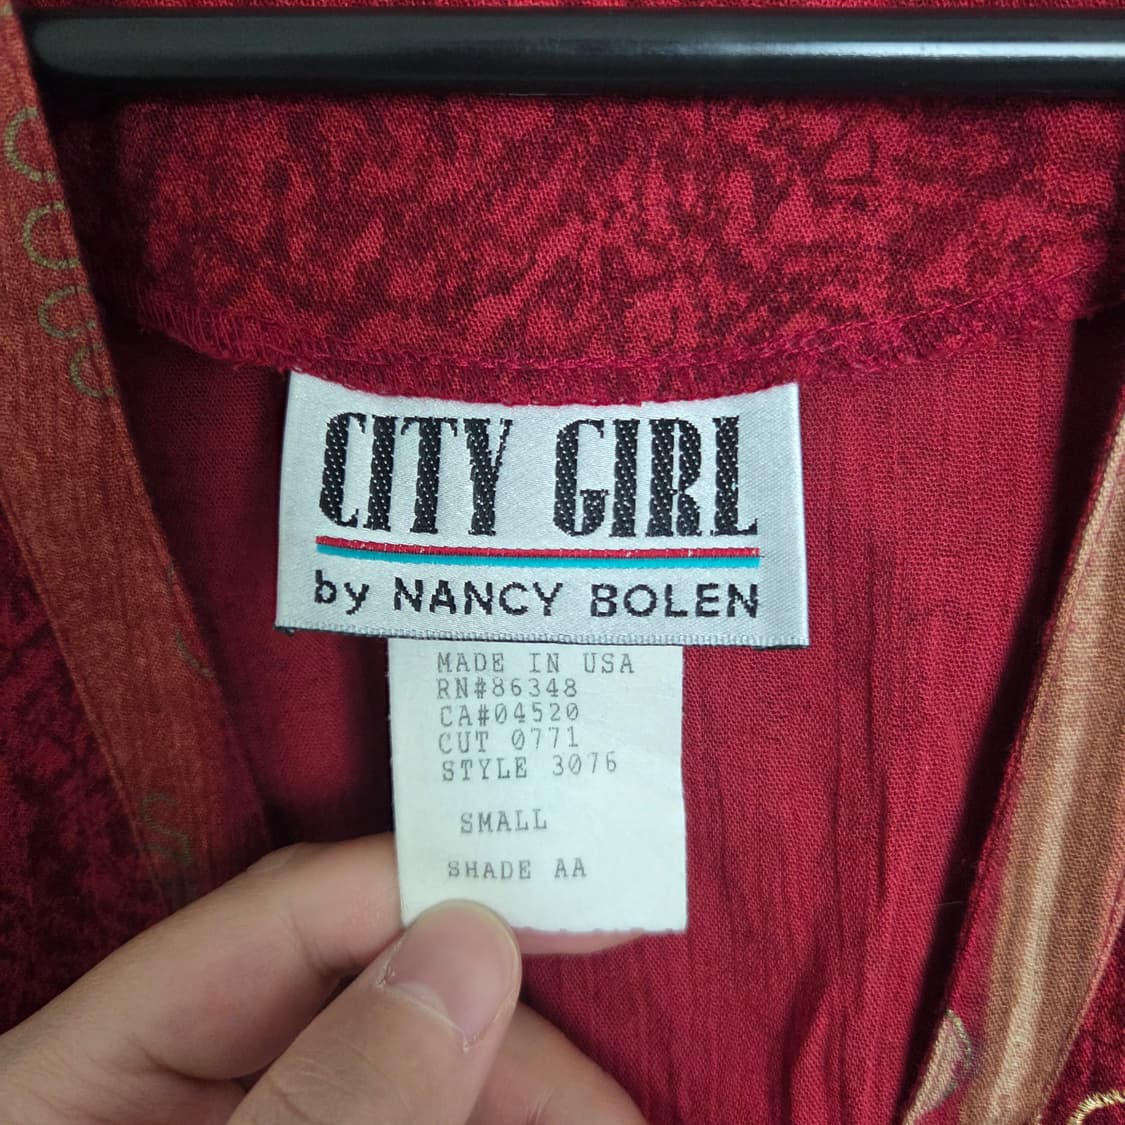 CITY GIRL
by NANCY BOLEN
MADE IN USA
RN#86348
CA#04520
CUT 0771
STYLE 3076
SMALL
SHADE AA